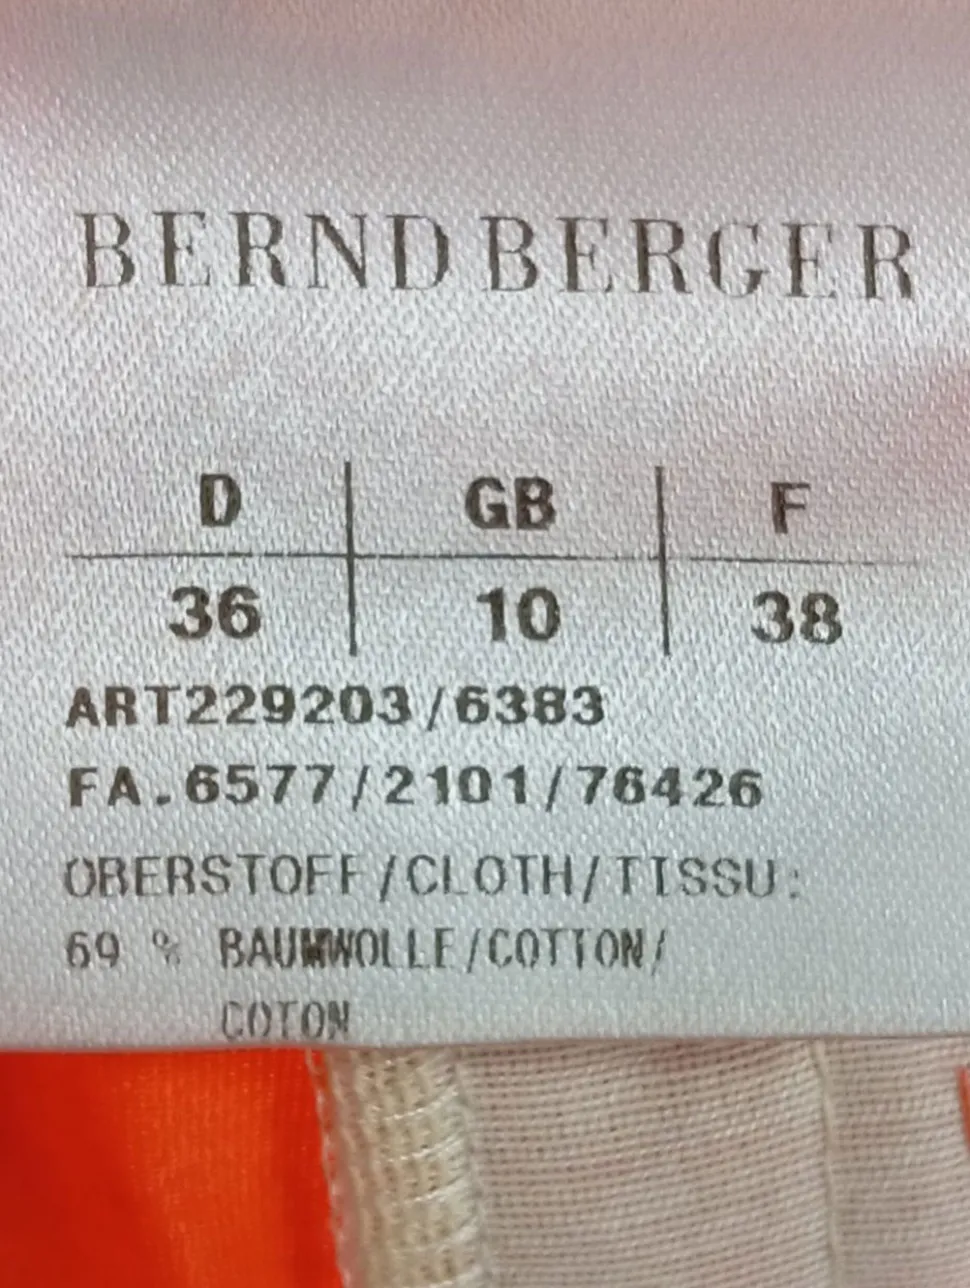 BERND BERGER
D GB F
36 10 38
ART229203/6383
FA.6577/2101/76426
OBERSTOFF/CLOTH/TISSU:
69 % BAUMWOLLE/COTTON/
COTON